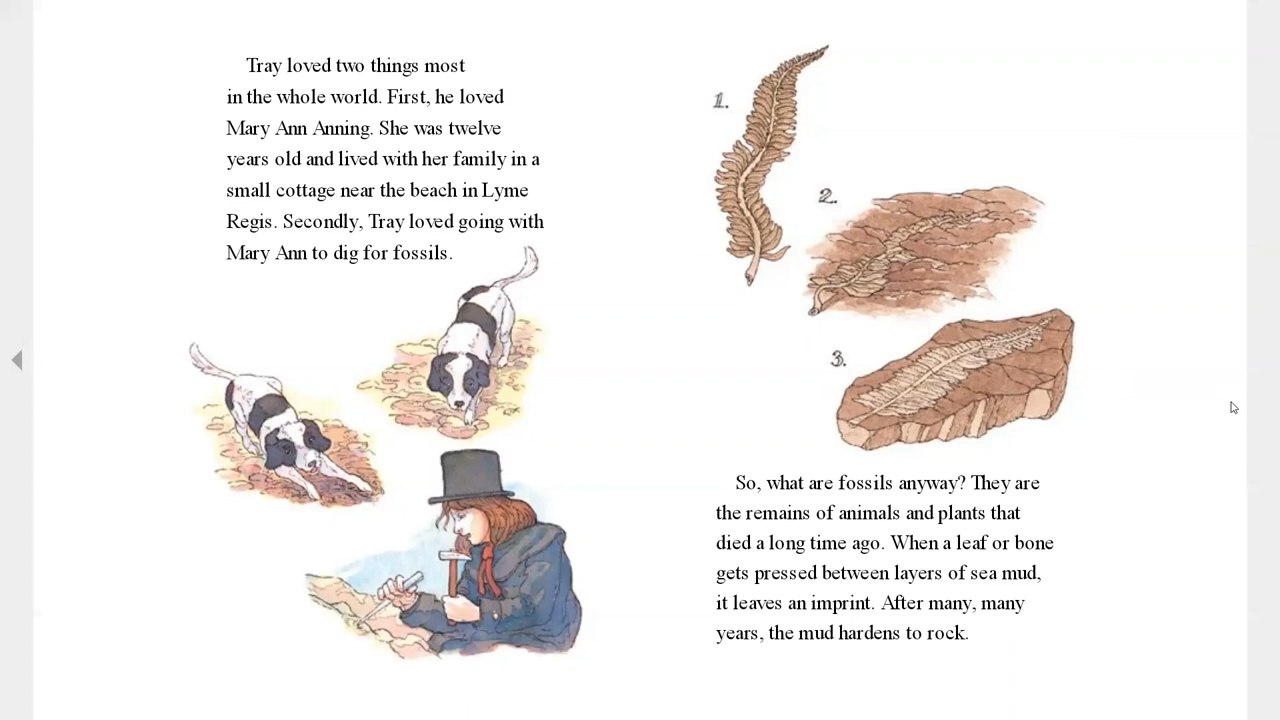 Tray loved two things most
in the whole world. First, he loved
Mary Ann Anning. She was twelve
years old and lived with her family in a
small cottage near the beach in Lyme
Regis. Secondly, Tray loved going with
Mary Ann to dig for fossils.
1.
2.
3.
So, what are fossils anyway? They are
the remains of animals and plants that
died a long time ago. When a leaf or bone
gets pressed between layers of sea mud,
it leaves an imprint. After many, many
years, the mud hardens to rock.